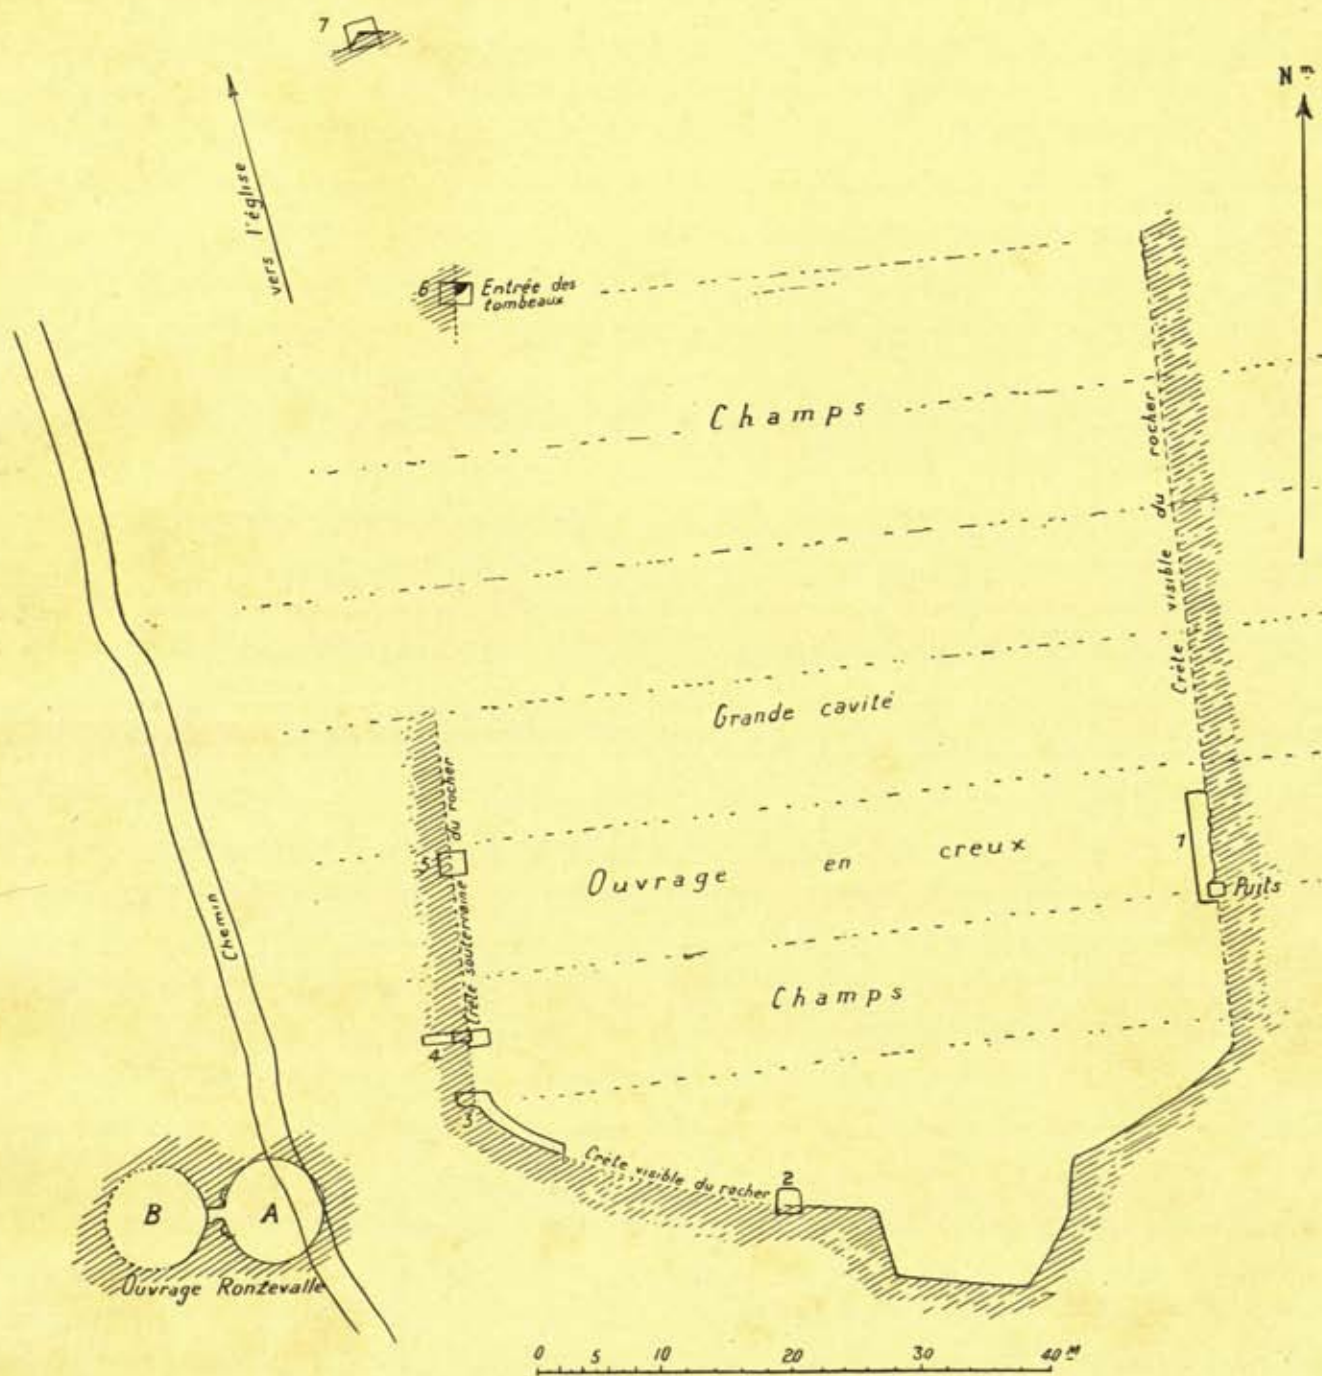 7
N m
vers l'église
6
Entrée des
tombeaux
Champs
Crête visible du rocher
Grande cavité
5
Crête souterraine du rocher
Ouvrage en creux
1
Puits
Chemin
Champs
4
3
Crête visible du rocher
2
B
A
Ouvrage Ronzevalle
0 5 10 20 30 40 M